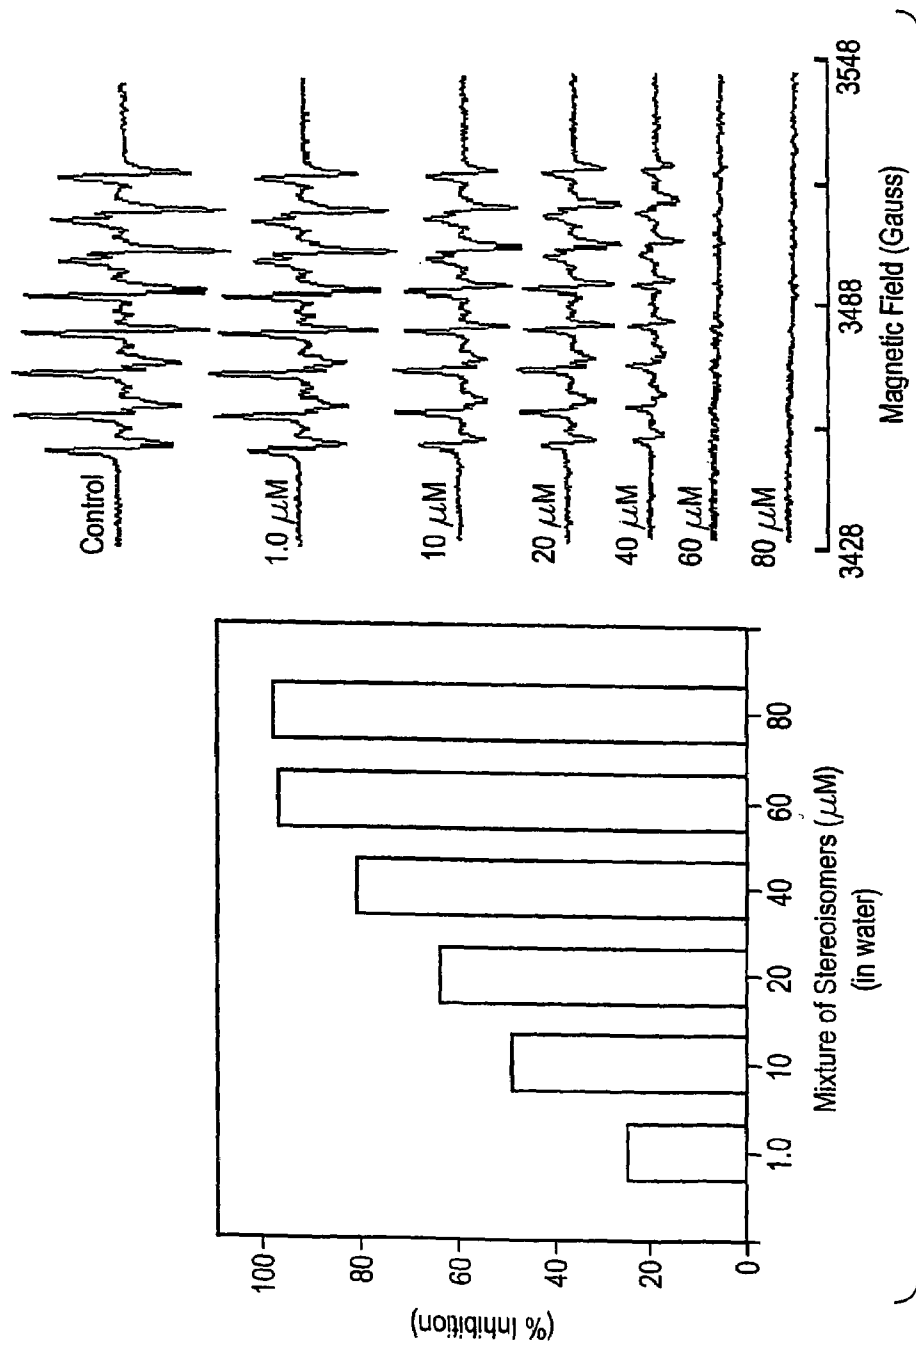 (% Inhibition)
100
80
60
40
20
0
1.0
10
20
40
60
80
Mixture of Stereoisomers (μM)
(in water)
Control
1.0 μM
10 μM
20 μM
40 μM
60 μM
80 μM
3428
3488
3548
Magnetic Field (Gauss)